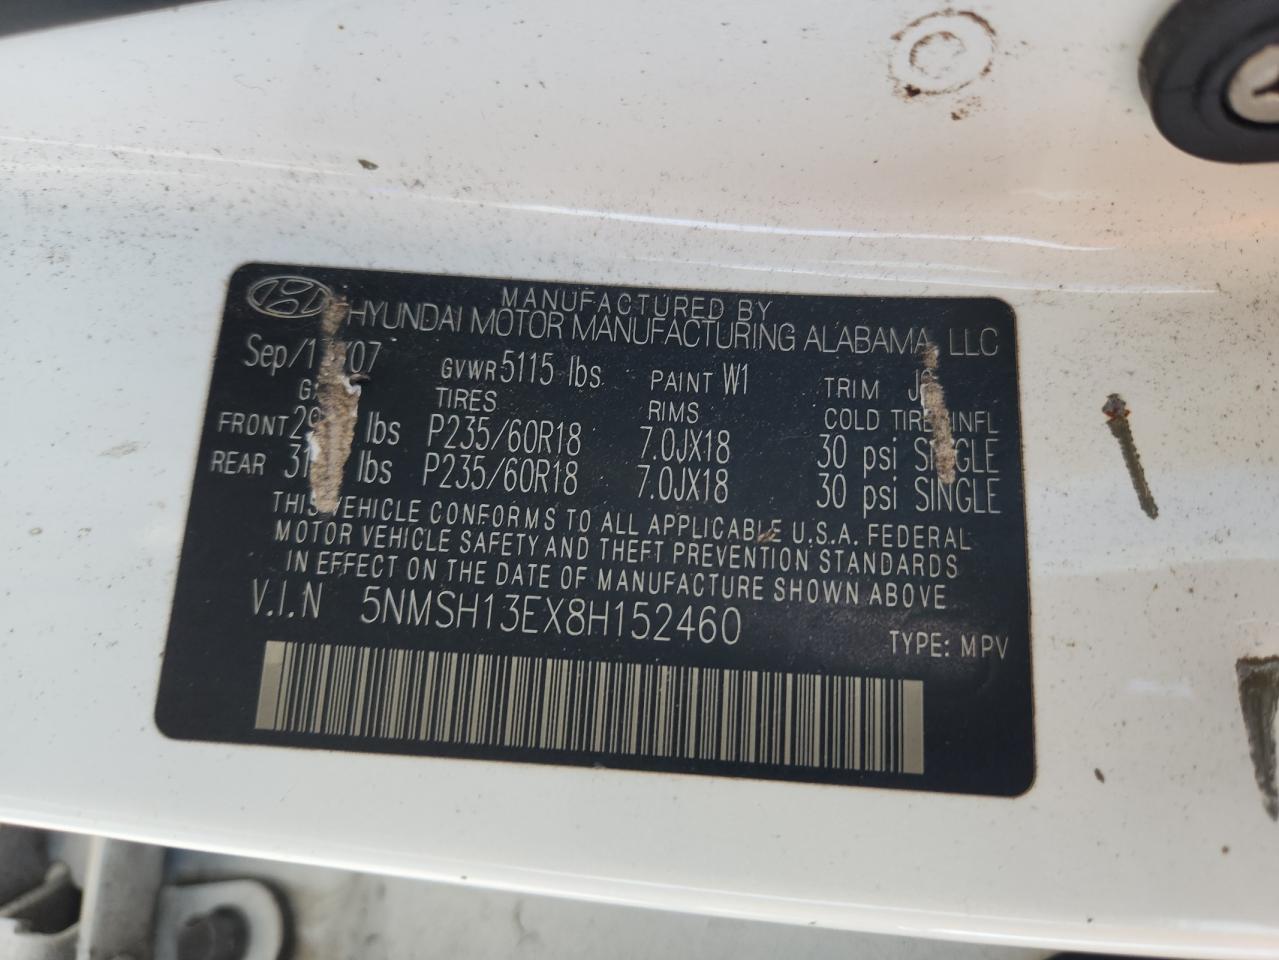 MANUFACTURED BY
HYUNDAI MOTOR MANUFACTURING ALABAMA, LLC
GVWR 5115 lbs PAINT W1 TRIM
TIRES RIMS COLD TIRE INFL
FRONT lbs P235/60R18 7.0JX18 30 psi SINGLE
REAR lbs P235/60R18 7.0JX18 30 psi SINGLE
THIS VEHICLE CONFORMS TO ALL APPLICABLE U.S.A. FEDERAL
MOTOR VEHICLE SAFETY AND THEFT PREVENTION STANDARDS
IN EFFECT ON THE DATE OF MANUFACTURE SHOWN ABOVE
V.I.N 5NMSH13EX8H152460 TYPE: MPV